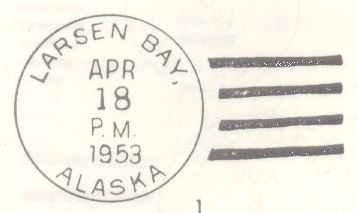 LARSEN BAY,
APR
18
P.M.
1953
ALASKA
1